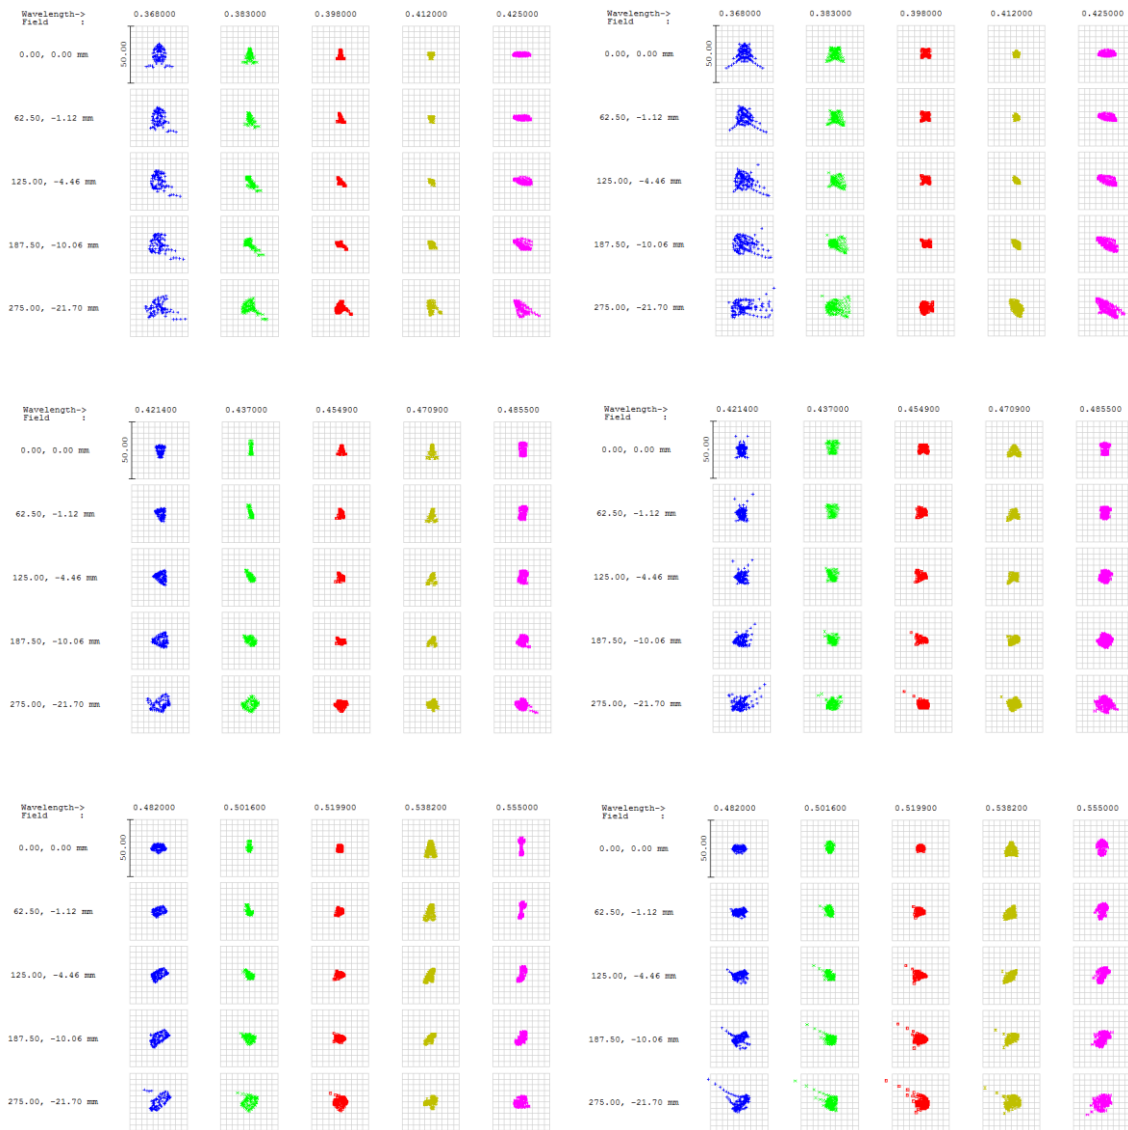 Wavelength-> 0.368000 0.383000 0.398000 0.412000 0.425000
Field :
0.00, 0.00 mm
50.00
62.50, -1.12 mm
125.00, -4.46 mm
187.50, -10.06 mm
275.00, -21.70 mm
Wavelength-> 0.368000 0.383000 0.398000 0.412000 0.425000
Field :
0.00, 0.00 mm
50.00
62.50, -1.12 mm
125.00, -4.46 mm
187.50, -10.06 mm
275.00, -21.70 mm
Wavelength-> 0.421400 0.437000 0.454900 0.470900 0.485500
Field :
0.00, 0.00 mm
50.00
62.50, -1.12 mm
125.00, -4.46 mm
187.50, -10.06 mm
275.00, -21.70 mm
Wavelength-> 0.421400 0.437000 0.454900 0.470900 0.485500
Field :
0.00, 0.00 mm
50.00
62.50, -1.12 mm
125.00, -4.46 mm
187.50, -10.06 mm
275.00, -21.70 mm
Wavelength-> 0.482000 0.501600 0.519900 0.538200 0.555000
Field :
0.00, 0.00 mm
50.00
62.50, -1.12 mm
125.00, -4.46 mm
187.50, -10.06 mm
275.00, -21.70 mm
Wavelength-> 0.482000 0.501600 0.519900 0.538200 0.555000
Field :
0.00, 0.00 mm
50.00
62.50, -1.12 mm
125.00, -4.46 mm
187.50, -10.06 mm
275.00, -21.70 mm